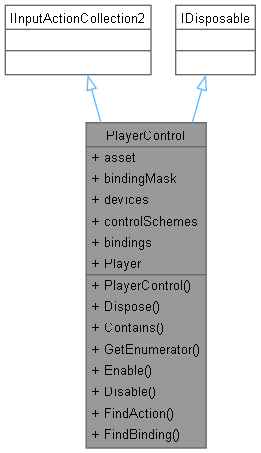 IInputActionCollection2
IDisposable
PlayerControl
+ asset
+ bindingMask
+ devices
+ controlSchemes
+ bindings
+ Player
+ PlayerControl()
+ Dispose()
+ Contains()
+ GetEnumerator()
+ Enable()
+ Disable()
+ FindAction()
+ FindBinding()